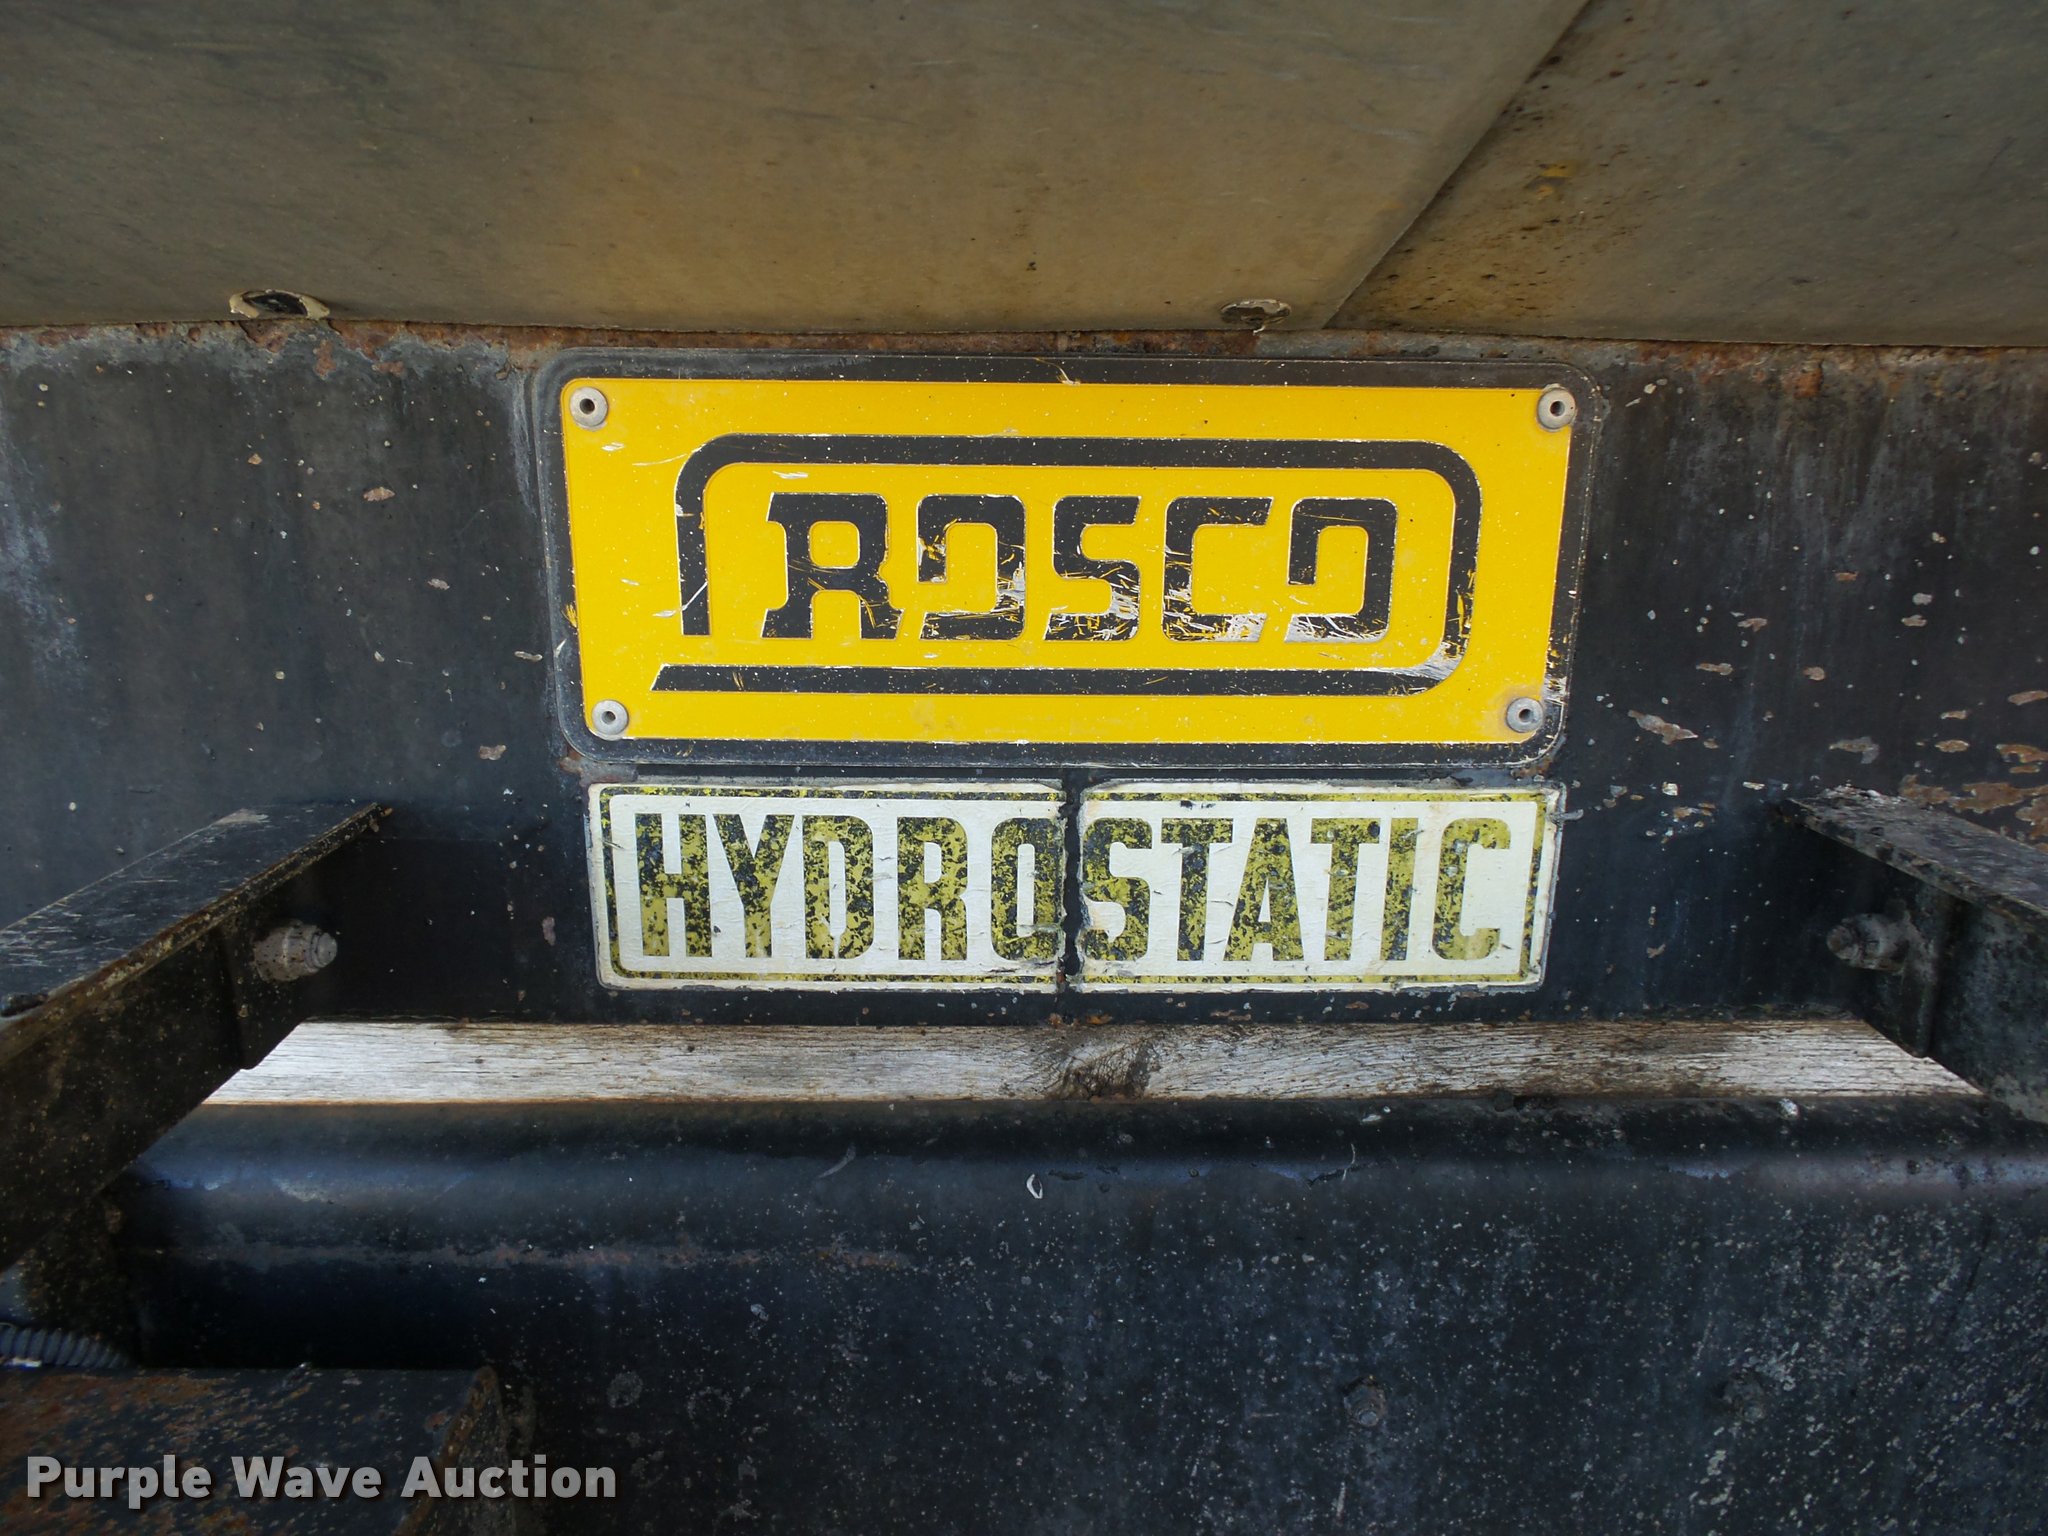 ROSCO
HYDROSTATIC
Purple Wave Auction